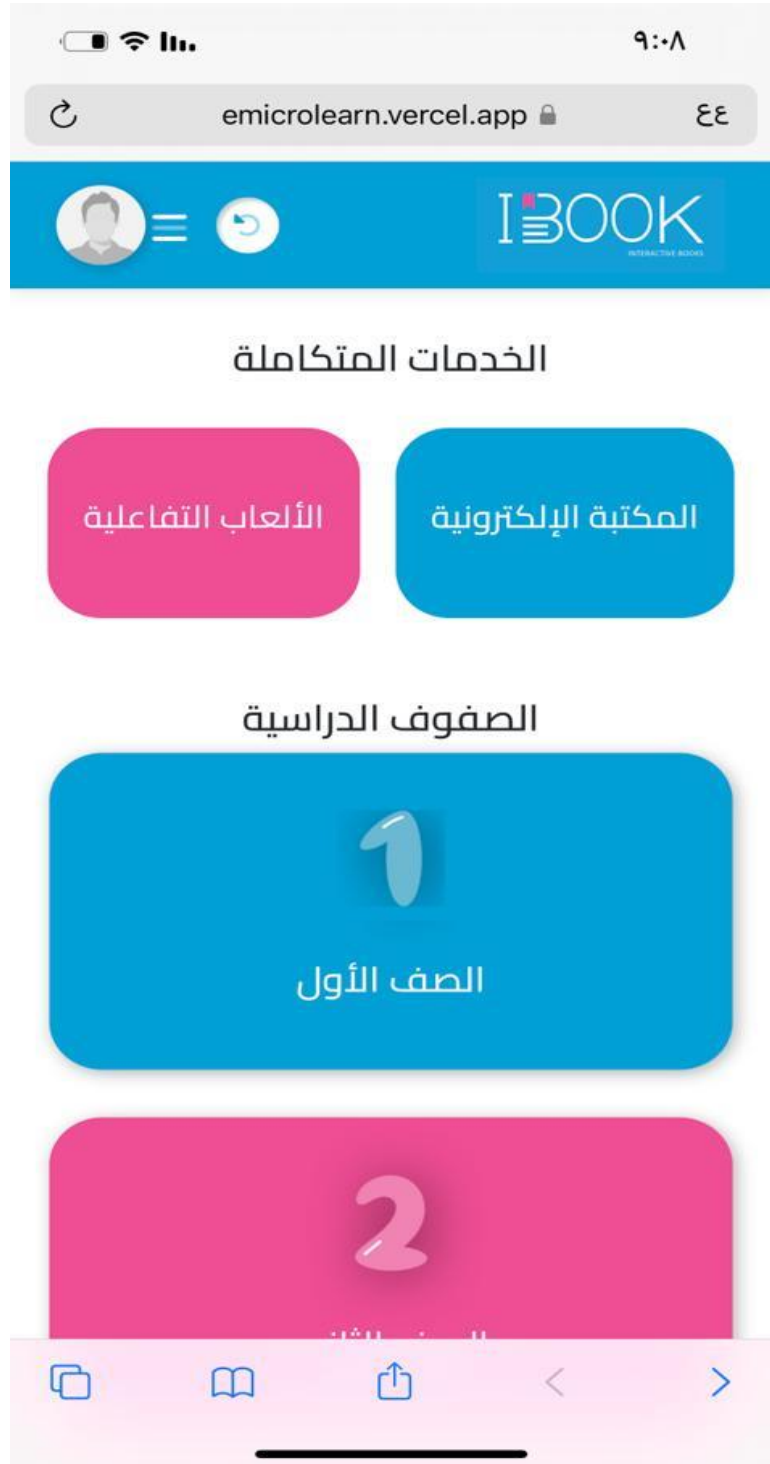 ٩:٠٨
عع
emicrolearn.vercel.app
IBOOK
INTERACTIVE BOOKS
الخدمات المتكاملة
المكتبة الإلكترونية
الألعاب التفاعلية
الصفوف الدراسية
1
الصف الأول
2